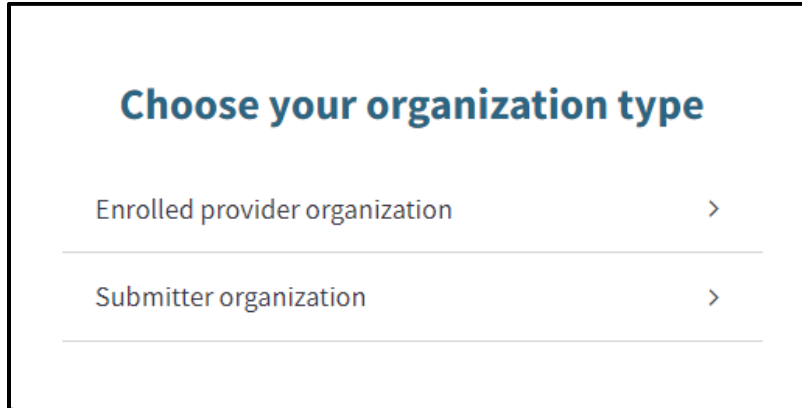 Choose your organization type
Enrolled provider organization
Submitter organization